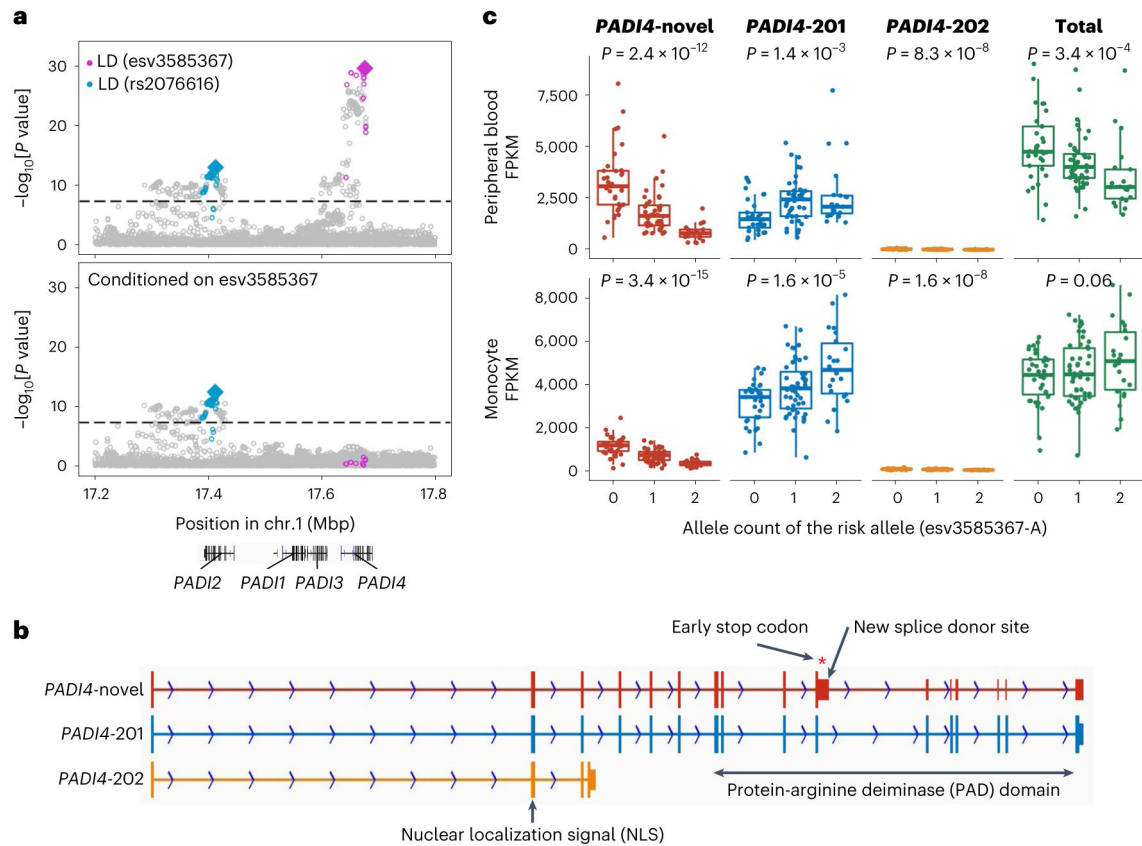 a
30
20
10
0
−log10[P value]
LD (esv3585367)
LD (rs2076616)
Conditioned on esv3585367
30
20
10
0
−log10[P value]
17.2 17.4 17.6 17.8
Position in chr.1 (Mbp)
PADI2 PADI1 PADI3 PADI4
c
PADI4-novel PADI4-201 PADI4-202 Total
P = 2.4 × 10−12 P = 1.4 × 10−3 P = 8.3 × 10−8 P = 3.4 × 10−4
Peripheral blood
FPKM
7,500
5,000
2,500
0
P = 3.4 × 10−15 P = 1.6 × 10−5 P = 1.6 × 10−8 P = 0.06
Monocyte
FPKM
8,000
6,000
4,000
2,000
0
0 1 2 0 1 2 0 1 2 0 1 2
Allele count of the risk allele (esv3585367-A)
b
Early stop codon New splice donor site
*
PADI4-novel
PADI4-201
PADI4-202
Protein-arginine deiminase (PAD) domain
Nuclear localization signal (NLS)